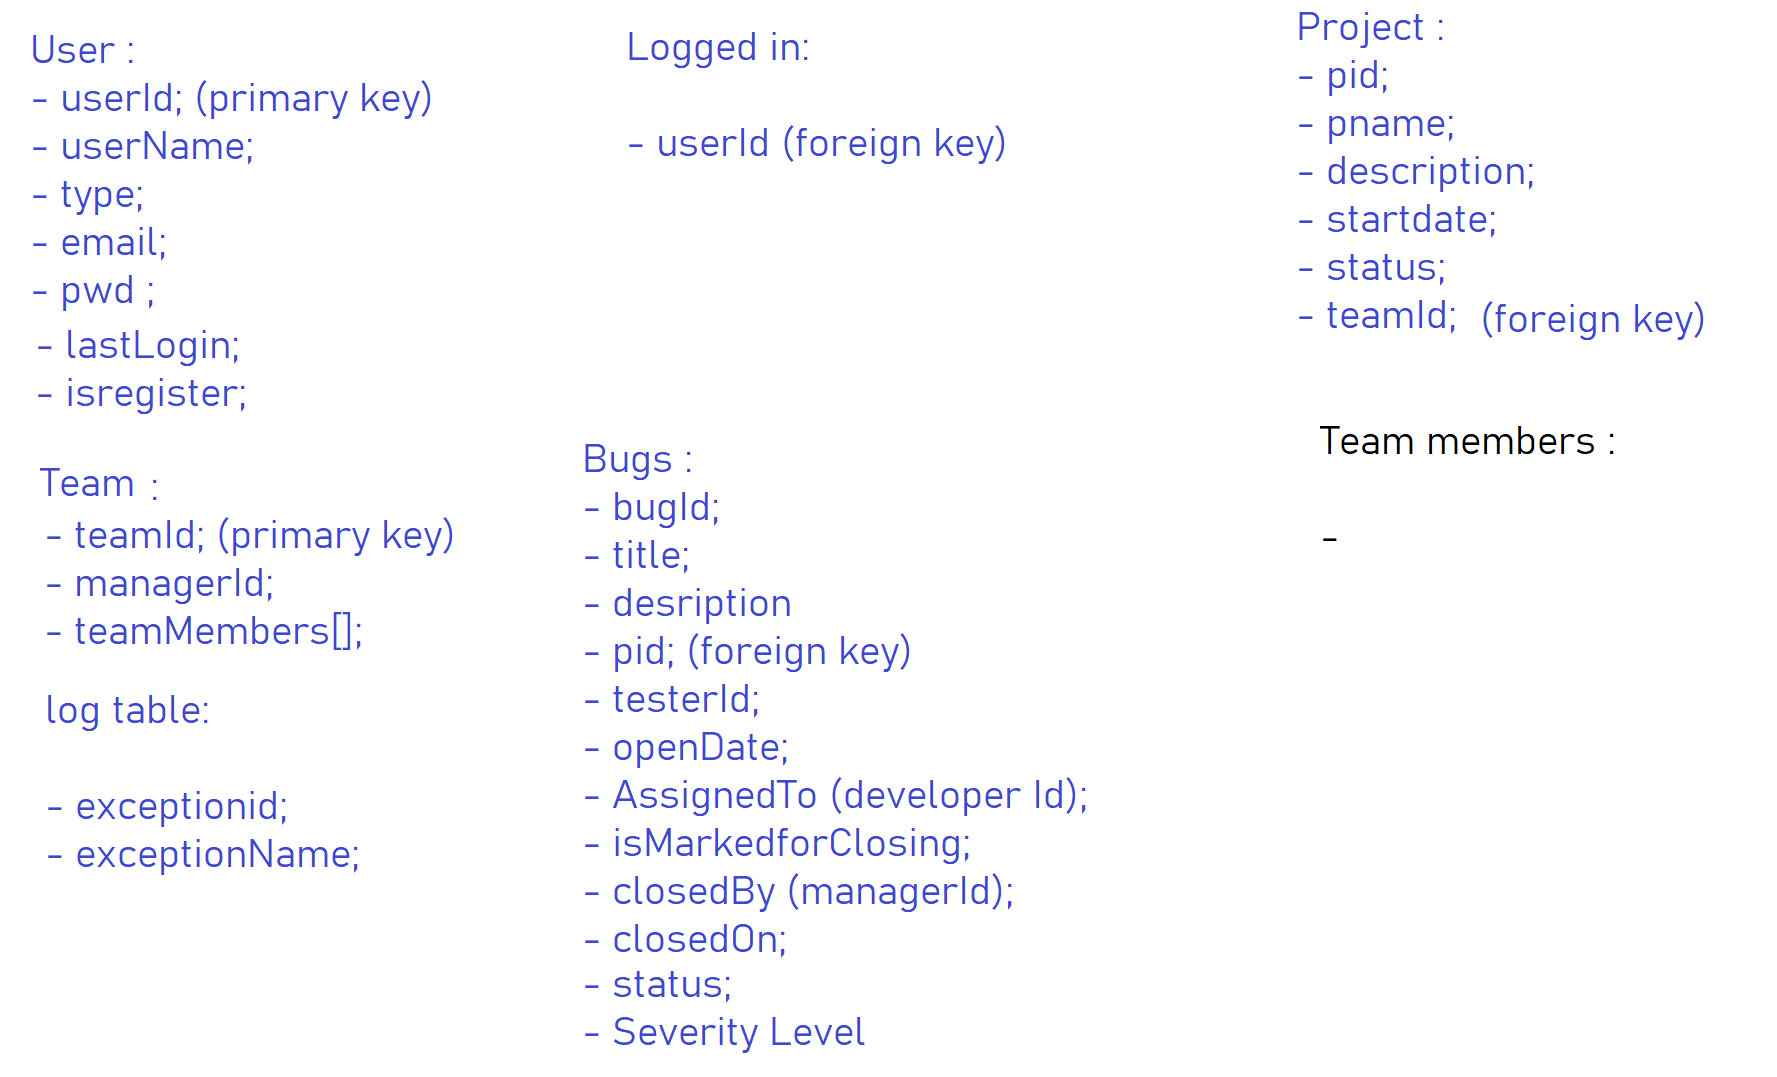 User :
- userId; (primary key)
- userName;
- type;
- email;
- pwd ;
- lastLogin;
- isregister;
Team :
- teamId; (primary key)
- managerId;
- teamMembers[];
log table:
- exceptionid;
- exceptionName;
Logged in:
- userId (foreign key)
Bugs :
- bugId;
- title;
- desription
- pid; (foreign key)
- testerId;
- openDate;
- AssignedTo (developer Id);
- isMarkedforClosing;
- closedBy (managerId);
- closedOn;
- status;
- Severity Level
Project :
- pid;
- pname;
- description;
- startdate;
- status;
- teamId; (foreign key)
Team members :
-